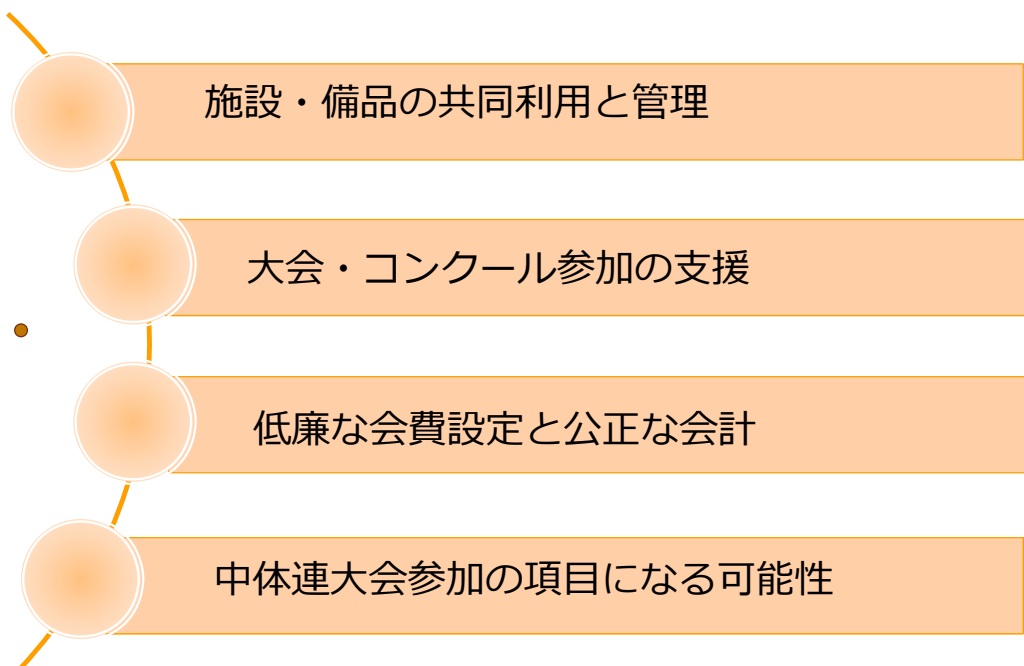 施設・備品の共同利用と管理
大会・コンクール参加の支援
低廉な会費設定と公正な会計
中体連大会参加の項目になる可能性